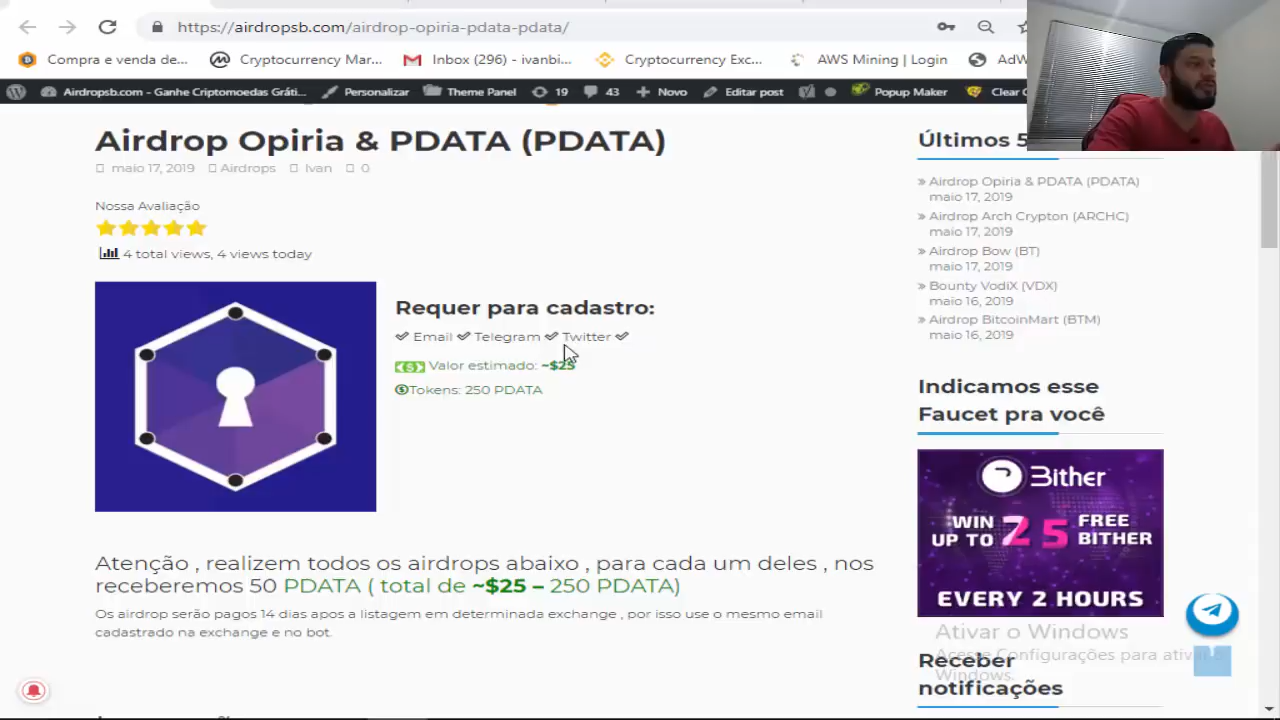 https://airdropsb.com/airdrop-opiria-pdata-pdata/
Compra e venda de... Cryptocurrency Mar... Inbox (296) - ivanbi... Cryptocurrency Exc... AWS Mining | Login AdW
Airdropsb.com – Ganhe Criptomoedas Gráti... Personalizar Theme Panel 19 43 Novo Editar post Popup Maker Clear
Airdrop Opiria & PDATA (PDATA)
maio 17, 2019 Airdrops Ivan 0
Nossa Avaliação
4 total views, 4 views today
Requer para cadastro:
Email Telegram Twitter
Valor estimado: ~$25
Tokens: 250 PDATA
Atenção , realizem todos os airdrops abaixo , para cada um deles , nos
receberemos 50 PDATA ( total de ~$25 – 250 PDATA)
Os airdrop serão pagos 14 dias apos a listagem em determinada exchange , por isso use o mesmo email
cadastrado na exchange e no bot.
Últimos 5
» Airdrop Opiria & PDATA (PDATA)
maio 17, 2019
» Airdrop Arch Crypton (ARCHC)
maio 17, 2019
» Airdrop Bow (BT)
maio 17, 2019
» Bounty VodiX (VDX)
maio 16, 2019
» Airdrop BitcoinMart (BTM)
maio 16, 2019
Indicamos esse
Faucet pra você
Bither
WIN UP TO 25 FREE BITHER
EVERY 2 HOURS
Ativar o Windows
Acesse Configurações para ativar o
Windows.
Receber
notificações